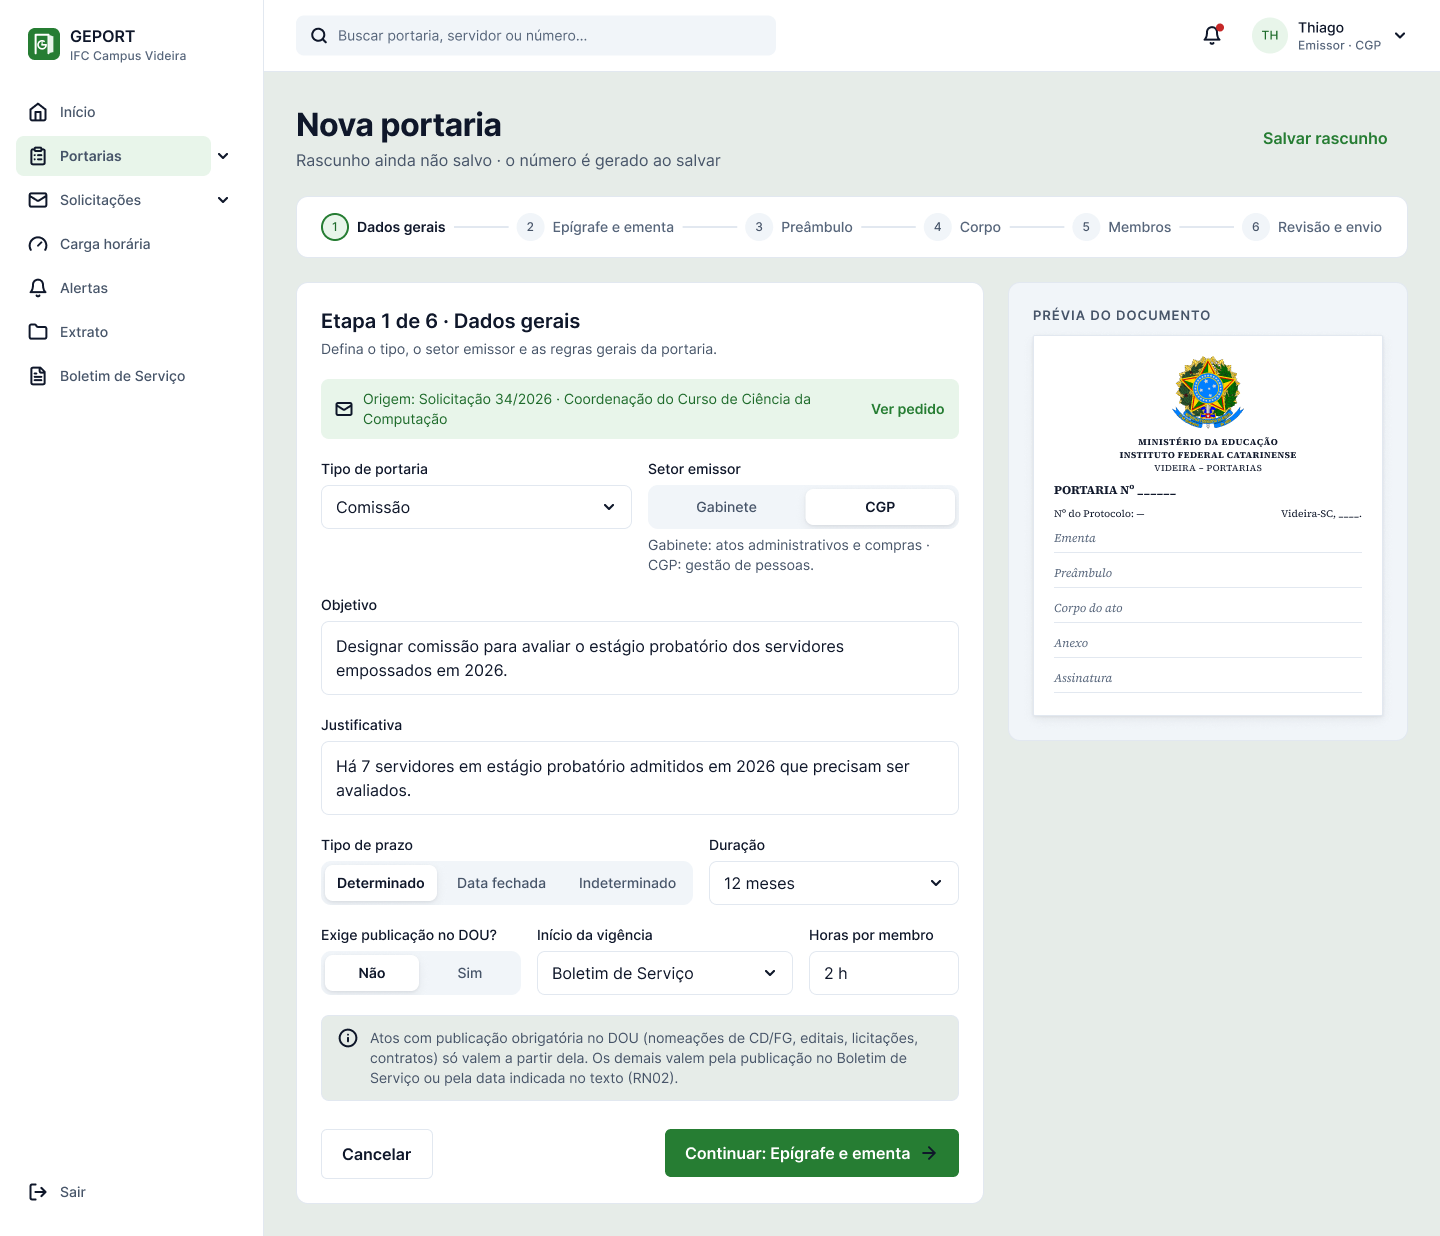 GEPORT
IFC Campus Videira
Buscar portaria, servidor ou número...
TH
Thiago
Emissor · CGP
Início
Portarias
Solicitações
Carga horária
Alertas
Extrato
Boletim de Serviço
Sair
Nova portaria
Rascunho ainda não salvo · o número é gerado ao salvar
Salvar rascunho
1 Dados gerais
2 Epígrafe e ementa
3 Preâmbulo
4 Corpo
5 Membros
6 Revisão e envio
Etapa 1 de 6 · Dados gerais
Defina o tipo, o setor emissor e as regras gerais da portaria.
Origem: Solicitação 34/2026 · Coordenação do Curso de Ciência da
Computação
Ver pedido
Tipo de portaria
Comissão
Setor emissor
Gabinete
CGP
Gabinete: atos administrativos e compras ·
CGP: gestão de pessoas.
Objetivo
Designar comissão para avaliar o estágio probatório dos servidores
empossados em 2026.
Justificativa
Há 7 servidores em estágio probatório admitidos em 2026 que precisam ser
avaliados.
Tipo de prazo
Determinado
Data fechada
Indeterminado
Duração
12 meses
Exige publicação no DOU?
Não
Sim
Início da vigência
Boletim de Serviço
Horas por membro
2 h
Atos com publicação obrigatória no DOU (nomeações de CD/FG, editais, licitações,
contratos) só valem a partir dela. Os demais valem pela publicação no Boletim de
Serviço ou pela data indicada no texto (RN02).
Cancelar
Continuar: Epígrafe e ementa
PRÉVIA DO DOCUMENTO
MINISTÉRIO DA EDUCAÇÃO
INSTITUTO FEDERAL CATARINENSE
VIDEIRA – PORTARIAS
PORTARIA Nº ______
Nº do Protocolo: —
Videira-SC, ____.
Ementa
Preâmbulo
Corpo do ato
Anexo
Assinatura